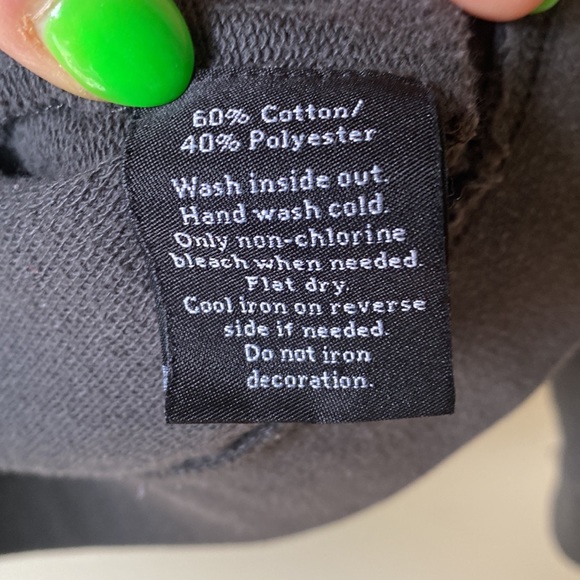 60% Cotton/
40% Polyester
Wash inside out.
Hand wash cold.
Only non-chlorine
bleach when needed.
Flat dry.
Cool iron on reverse
side if needed.
Do not iron
decoration.